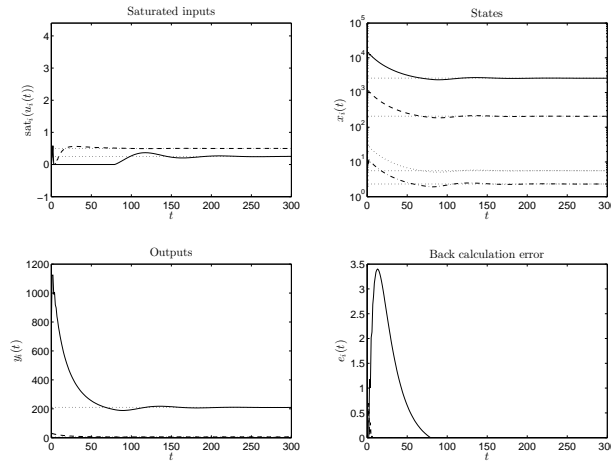 Saturated inputs
sat_i(u_i(t))
4
3
2
1
0
−1
0 50 100 150 200 250 300
t
States
x_i(t)
10^5
10^4
10^3
10^2
10^1
10^0
0 50 100 150 200 250 300
t
Outputs
y_i(t)
1200
1000
800
600
400
200
0
0 50 100 150 200 250 300
t
Back calculation error
e_i(t)
3.5
3
2.5
2
1.5
1
0.5
0
0 50 100 150 200 250 300
t